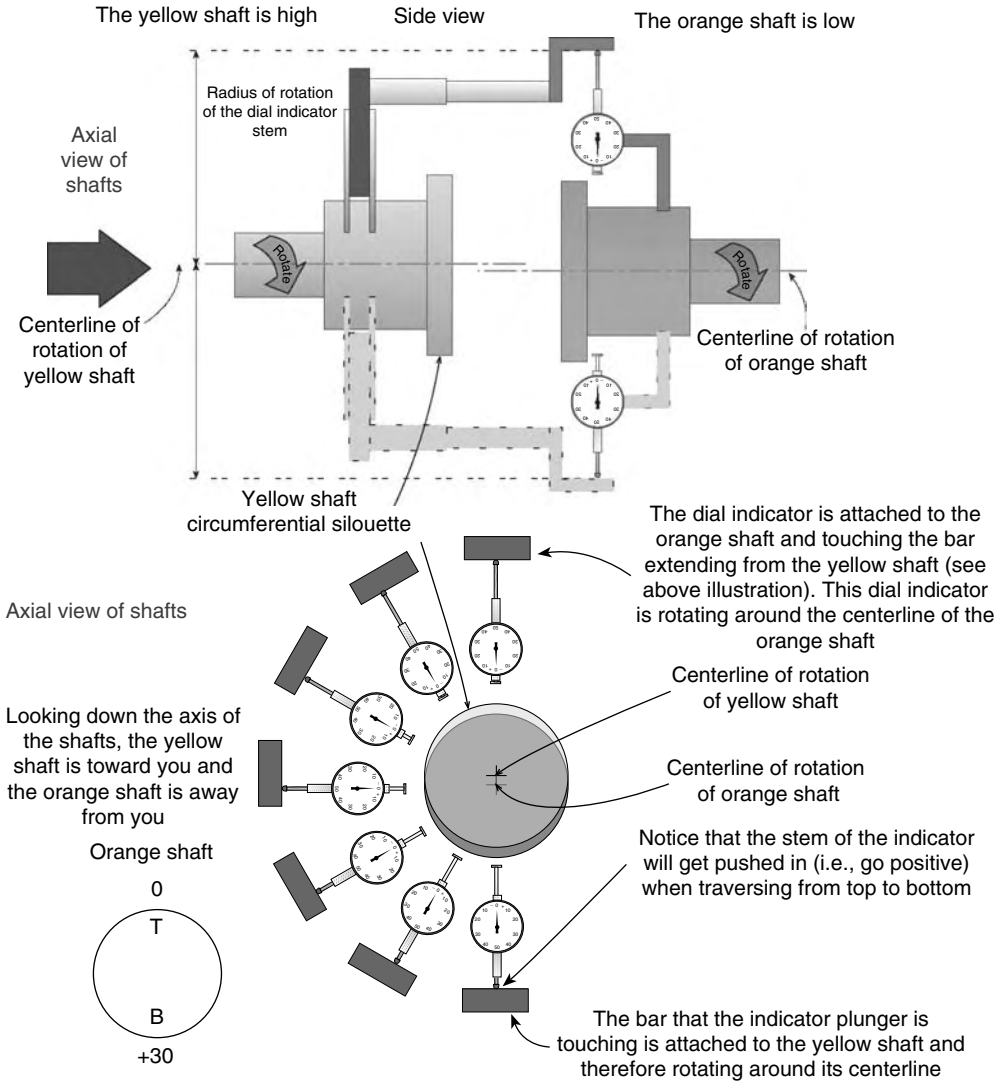 The yellow shaft is high
Side view
The orange shaft is low
Radius of rotation
of the dial indicator
stem
Axial
view of
shafts
Rotate
Rotate
Centerline of
rotation of
yellow shaft
Centerline of rotation
of orange shaft
Yellow shaft
circumferential silouette
The dial indicator is attached to the
orange shaft and touching the bar
extending from the yellow shaft (see
above illustration). This dial indicator
is rotating around the centerline of the
orange shaft
Axial view of shafts
Centerline of rotation
of yellow shaft
Looking down the axis of
the shafts, the yellow
shaft is toward you and
the orange shaft is away
from you
Centerline of rotation
of orange shaft
Notice that the stem of the indicator
will get pushed in (i.e., go positive)
when traversing from top to bottom
Orange shaft
0
T
B
+30
The bar that the indicator plunger is
touching is attached to the yellow shaft and
therefore rotating around its centerline